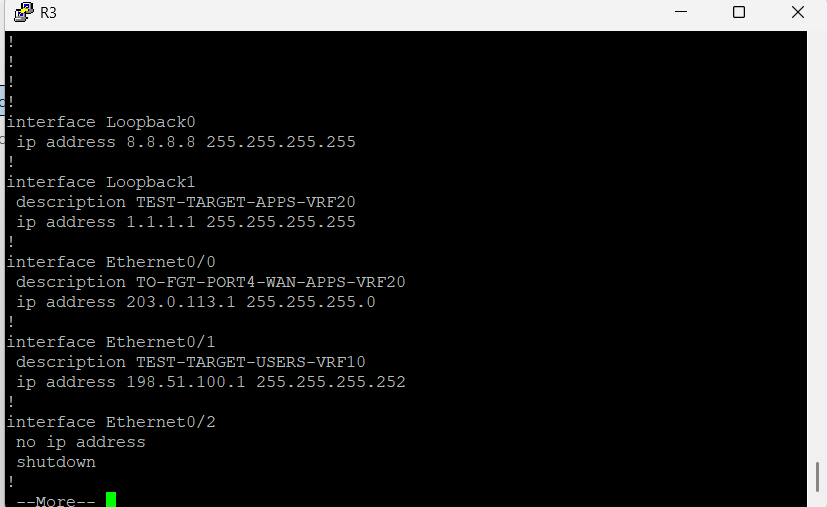 R3
!
!
!
!
interface Loopback0
 ip address 8.8.8.8 255.255.255.255
!
interface Loopback1
 description TEST-TARGET-APPS-VRF20
 ip address 1.1.1.1 255.255.255.255
!
interface Ethernet0/0
 description TO-FGT-PORT4-WAN-APPS-VRF20
 ip address 203.0.113.1 255.255.255.0
!
interface Ethernet0/1
 description TEST-TARGET-USERS-VRF10
 ip address 198.51.100.1 255.255.255.252
!
interface Ethernet0/2
 no ip address
 shutdown
!
 --More--